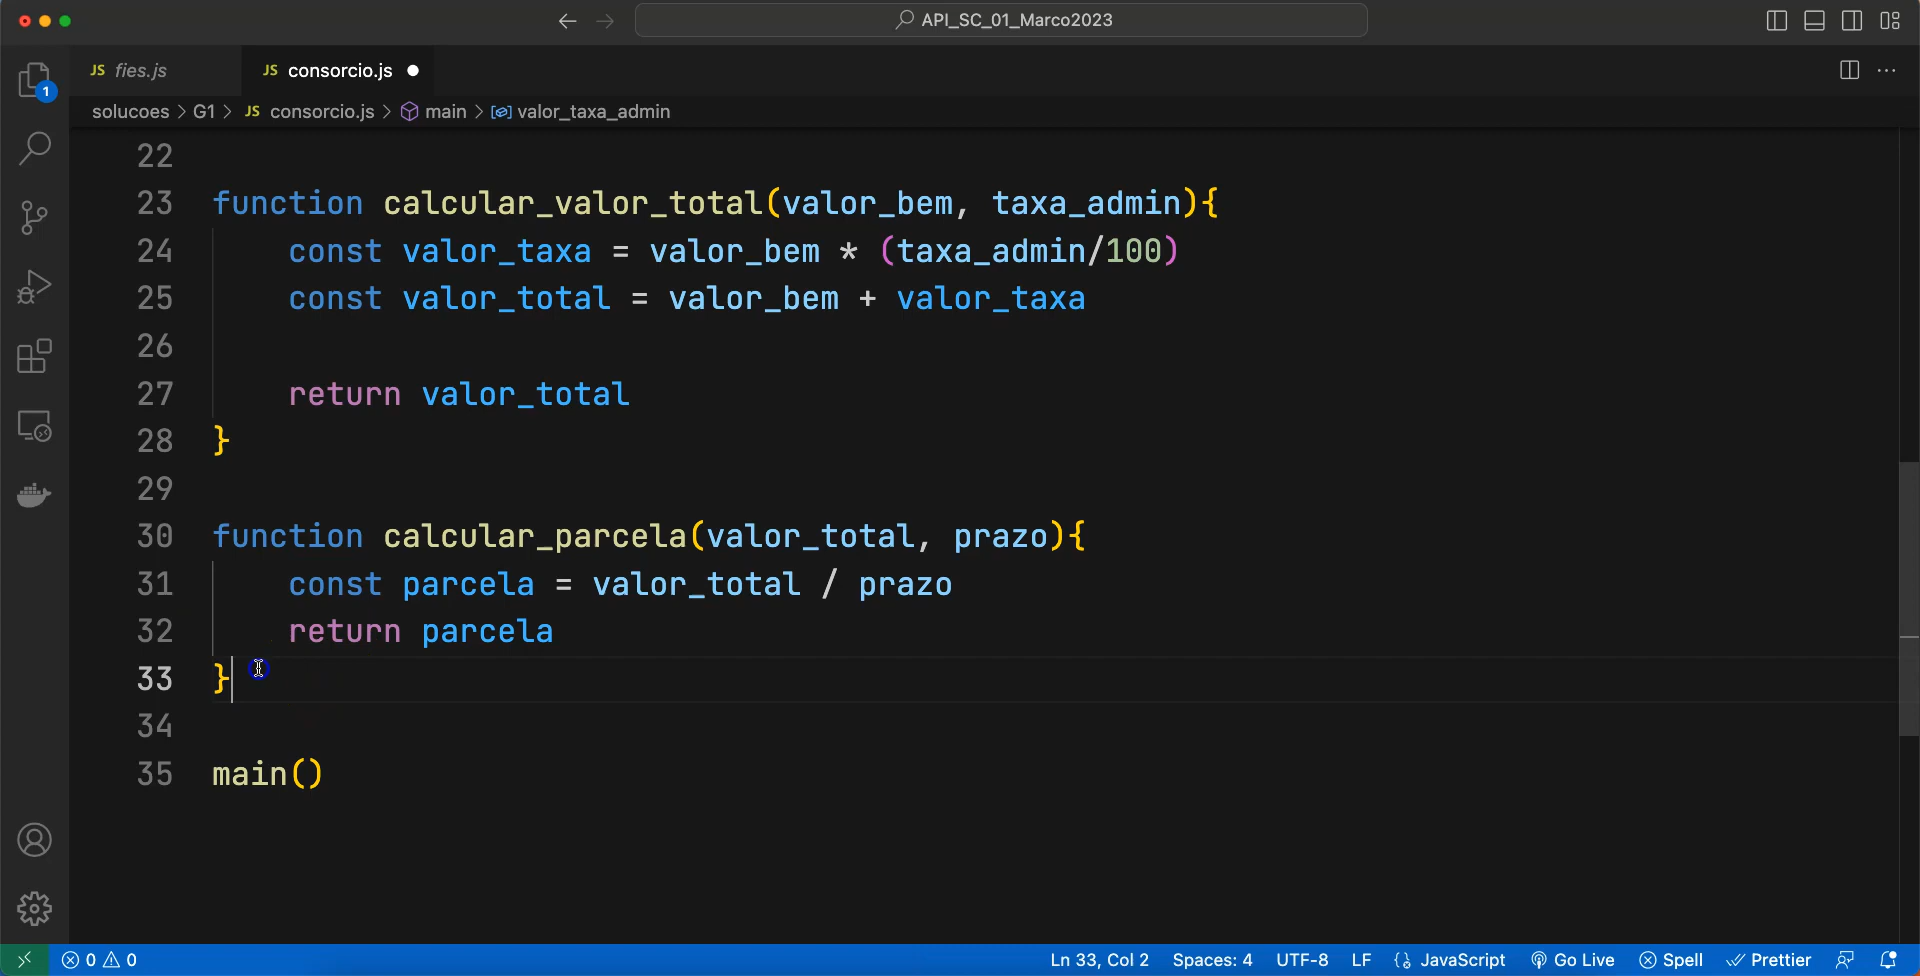 API_SC_01_Marco2023
JS fies.js
JS consorcio.js
1
solucoes > G1 > JS consorcio.js > main > valor_taxa_admin
22
23 function calcular_valor_total(valor_bem, taxa_admin){
24 const valor_taxa = valor_bem * (taxa_admin/100)
25 const valor_total = valor_bem + valor_taxa
26
27 return valor_total
28 }
29
30 function calcular_parcela(valor_total, prazo){
31 const parcela = valor_total / prazo
32 return parcela
33 }
34
35 main()
0 0 Ln 33, Col 2 Spaces: 4 UTF-8 LF JavaScript Go Live Spell Prettier